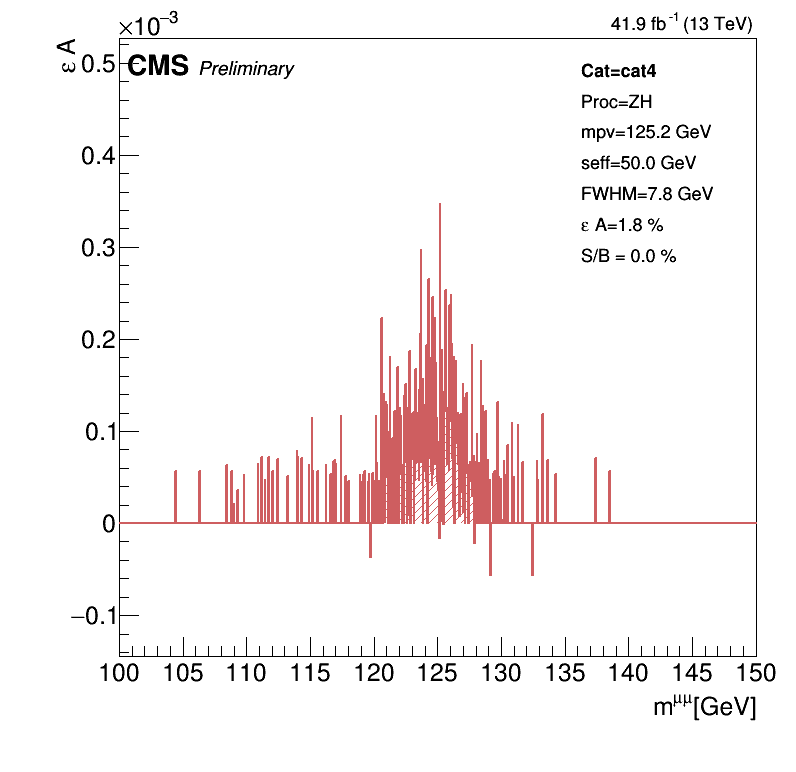 ×10⁻³
41.9 fb⁻¹ (13 TeV)
ε A
CMS Preliminary
Cat=cat4
Proc=ZH
mpv=125.2 GeV
seff=50.0 GeV
FWHM=7.8 GeV
ε A=1.8 %
S/B = 0.0 %
0.5
0.4
0.3
0.2
0.1
0
−0.1
100 105 110 115 120 125 130 135 140 145 150
m^μμ[GeV]